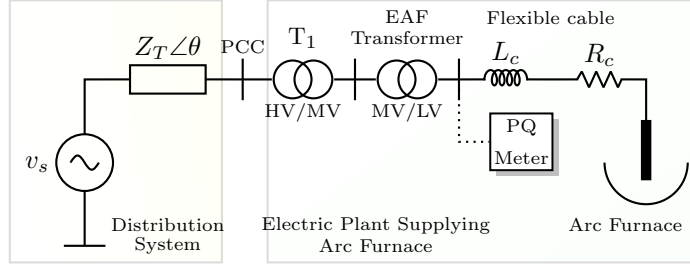 EAF
Transformer
Flexible cable
Z_T∠θ
PCC
T_1
L_c
R_c
HV/MV
MV/LV
PQ
Meter
v_s
Distribution
System
Electric Plant Supplying
Arc Furnace
Arc Furnace